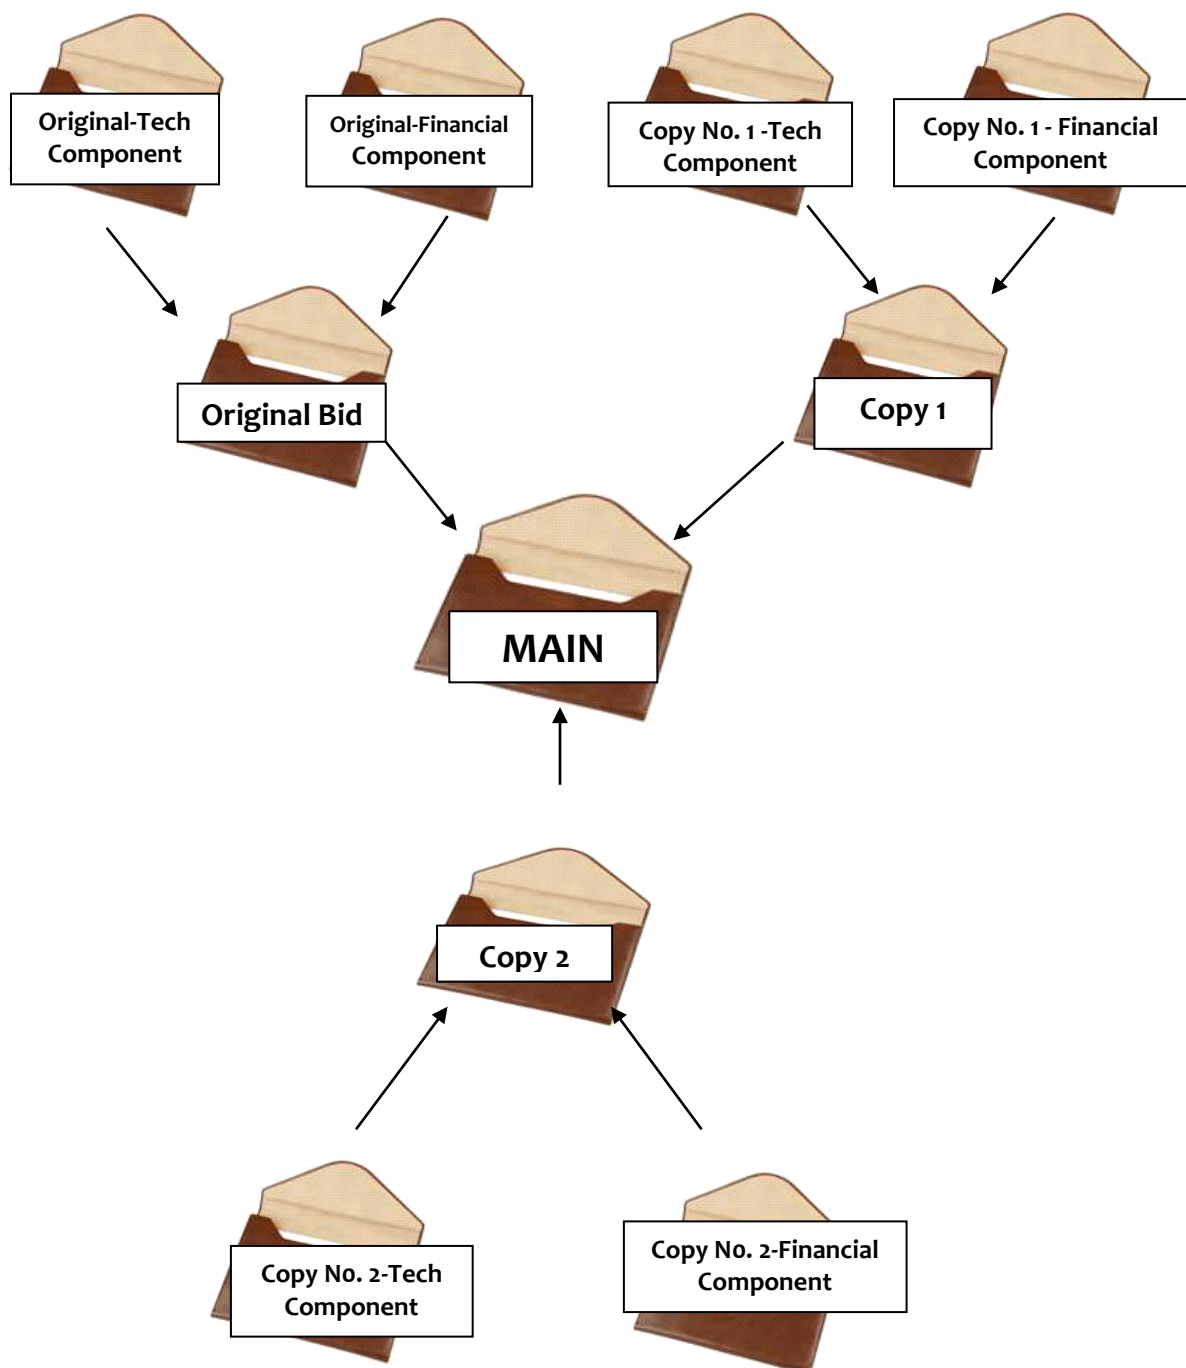 Original-Tech
Component
Original-Financial
Component
Copy No. 1 -Tech
Component
Copy No. 1 - Financial
Component
Original Bid
Copy 1
MAIN
Copy 2
Copy No. 2-Tech
Component
Copy No. 2-Financial
Component